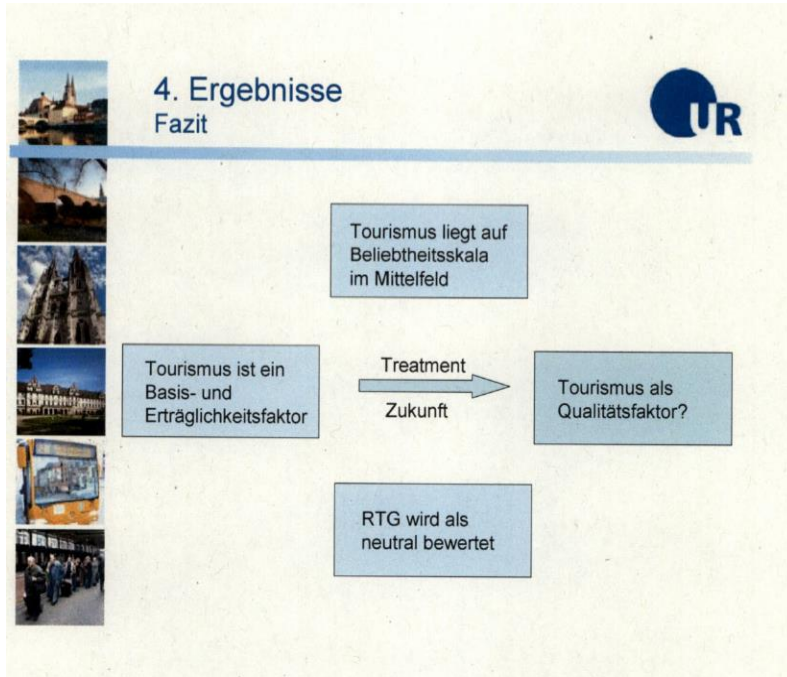 4. Ergebnisse
Fazit
UR
Tourismus liegt auf
Beliebtheitsskala
im Mittelfeld
Tourismus ist ein
Basis- und
Erträglichkeitsfaktor
Treatment
Zukunft
Tourismus als
Qualitätsfaktor?
RTG wird als
neutral bewertet